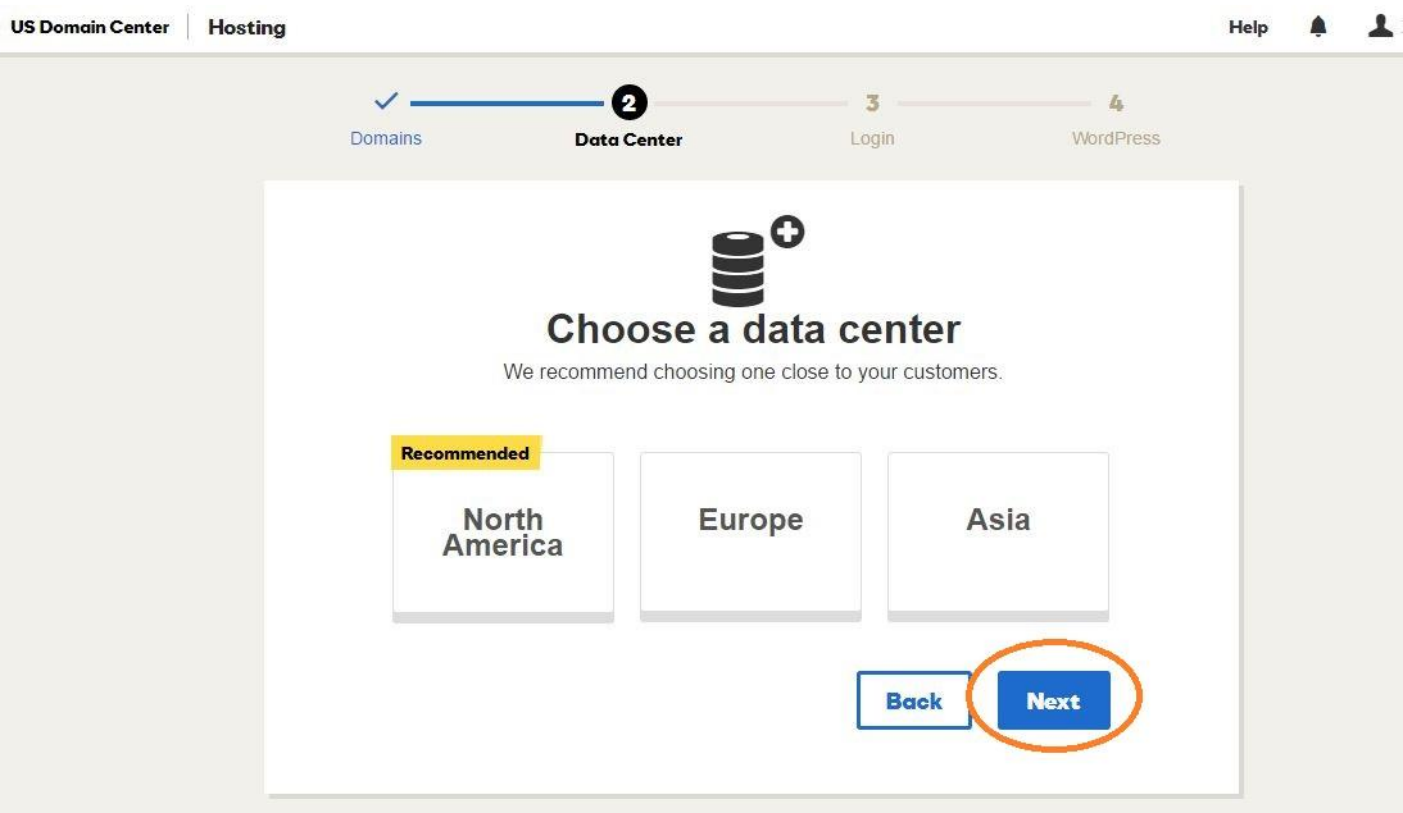 US Domain Center Hosting Help
2 3 4
Domains Data Center Login WordPress
Choose a data center
We recommend choosing one close to your customers.
Recommended
North
America
Europe
Asia
Back Next